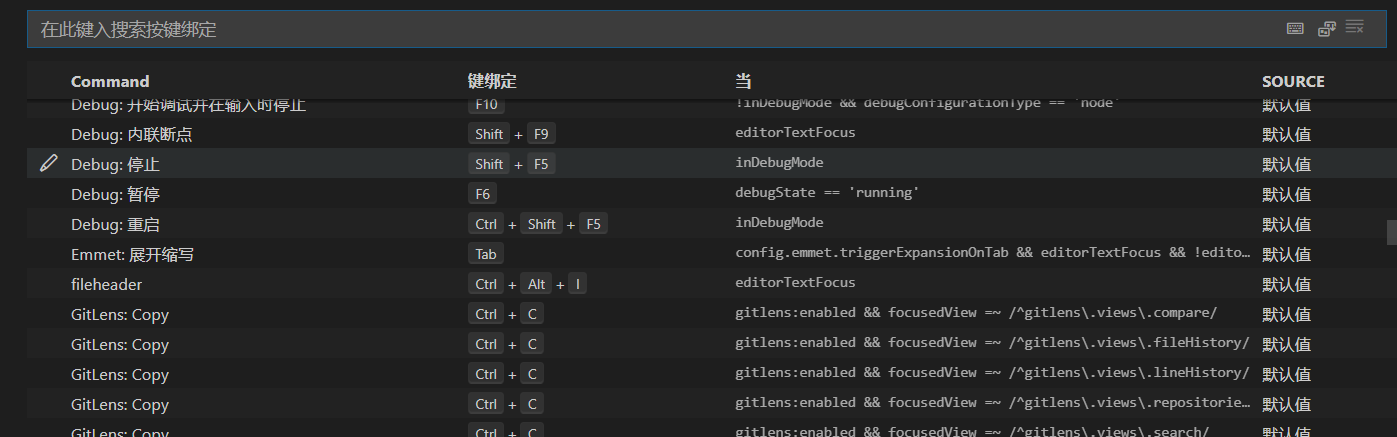 在此键入搜索按键绑定
Command 键绑定 当 SOURCE
Debug: 开始调试并在输入时停止 F10 !inDebugMode && debugConfigurationType == 'node' 默认值
Debug: 内联断点 Shift + F9 editorTextFocus 默认值
Debug: 停止 Shift + F5 inDebugMode 默认值
Debug: 暂停 F6 debugState == 'running' 默认值
Debug: 重启 Ctrl + Shift + F5 inDebugMode 默认值
Emmet: 展开缩写 Tab config.emmet.triggerExpansionOnTab && editorTextFocus && !edito… 默认值
fileheader Ctrl + Alt + I editorTextFocus 默认值
GitLens: Copy Ctrl + C gitlens:enabled && focusedView =~ /^gitlens\.views\.compare/ 默认值
GitLens: Copy Ctrl + C gitlens:enabled && focusedView =~ /^gitlens\.views\.fileHistory/ 默认值
GitLens: Copy Ctrl + C gitlens:enabled && focusedView =~ /^gitlens\.views\.lineHistory/ 默认值
GitLens: Copy Ctrl + C gitlens:enabled && focusedView =~ /^gitlens\.views\.repositorie… 默认值
GitLens: Copy Ctrl + C gitlens:enabled && focusedView =~ /^gitlens\.views\.search/ 默认值